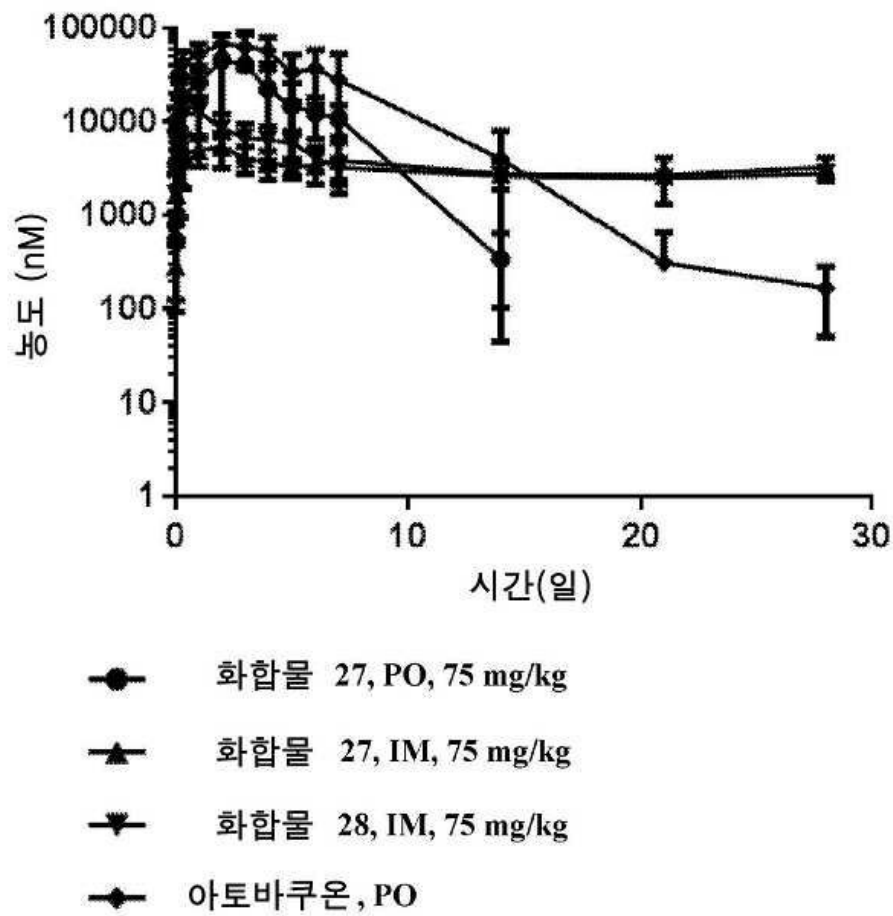 100000
10000
1000
100
10
1
농도 (nM)
0 10 20 30
시간(일)
화합물 27, PO, 75 mg/kg
화합물 27, IM, 75 mg/kg
화합물 28, IM, 75 mg/kg
아토바쿠온, PO